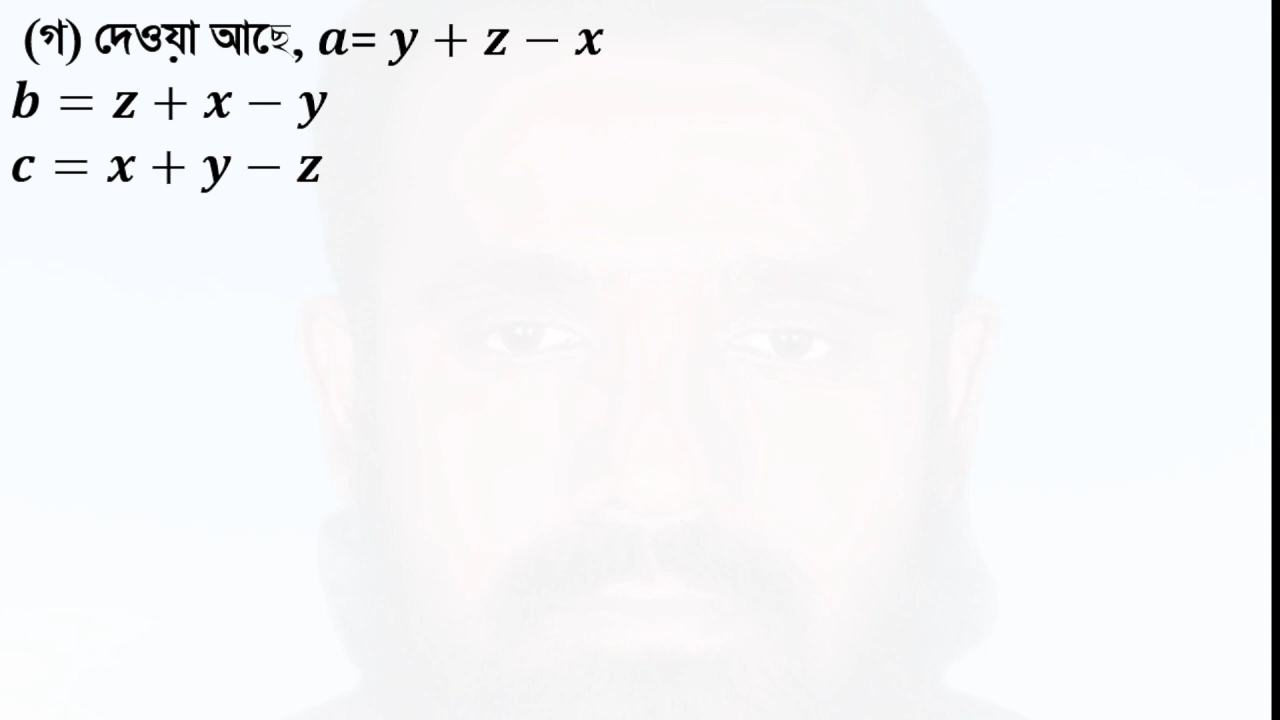 (গ) দেওয়া আছে, a= y + z − x
b = z + x − y
c = x + y − z